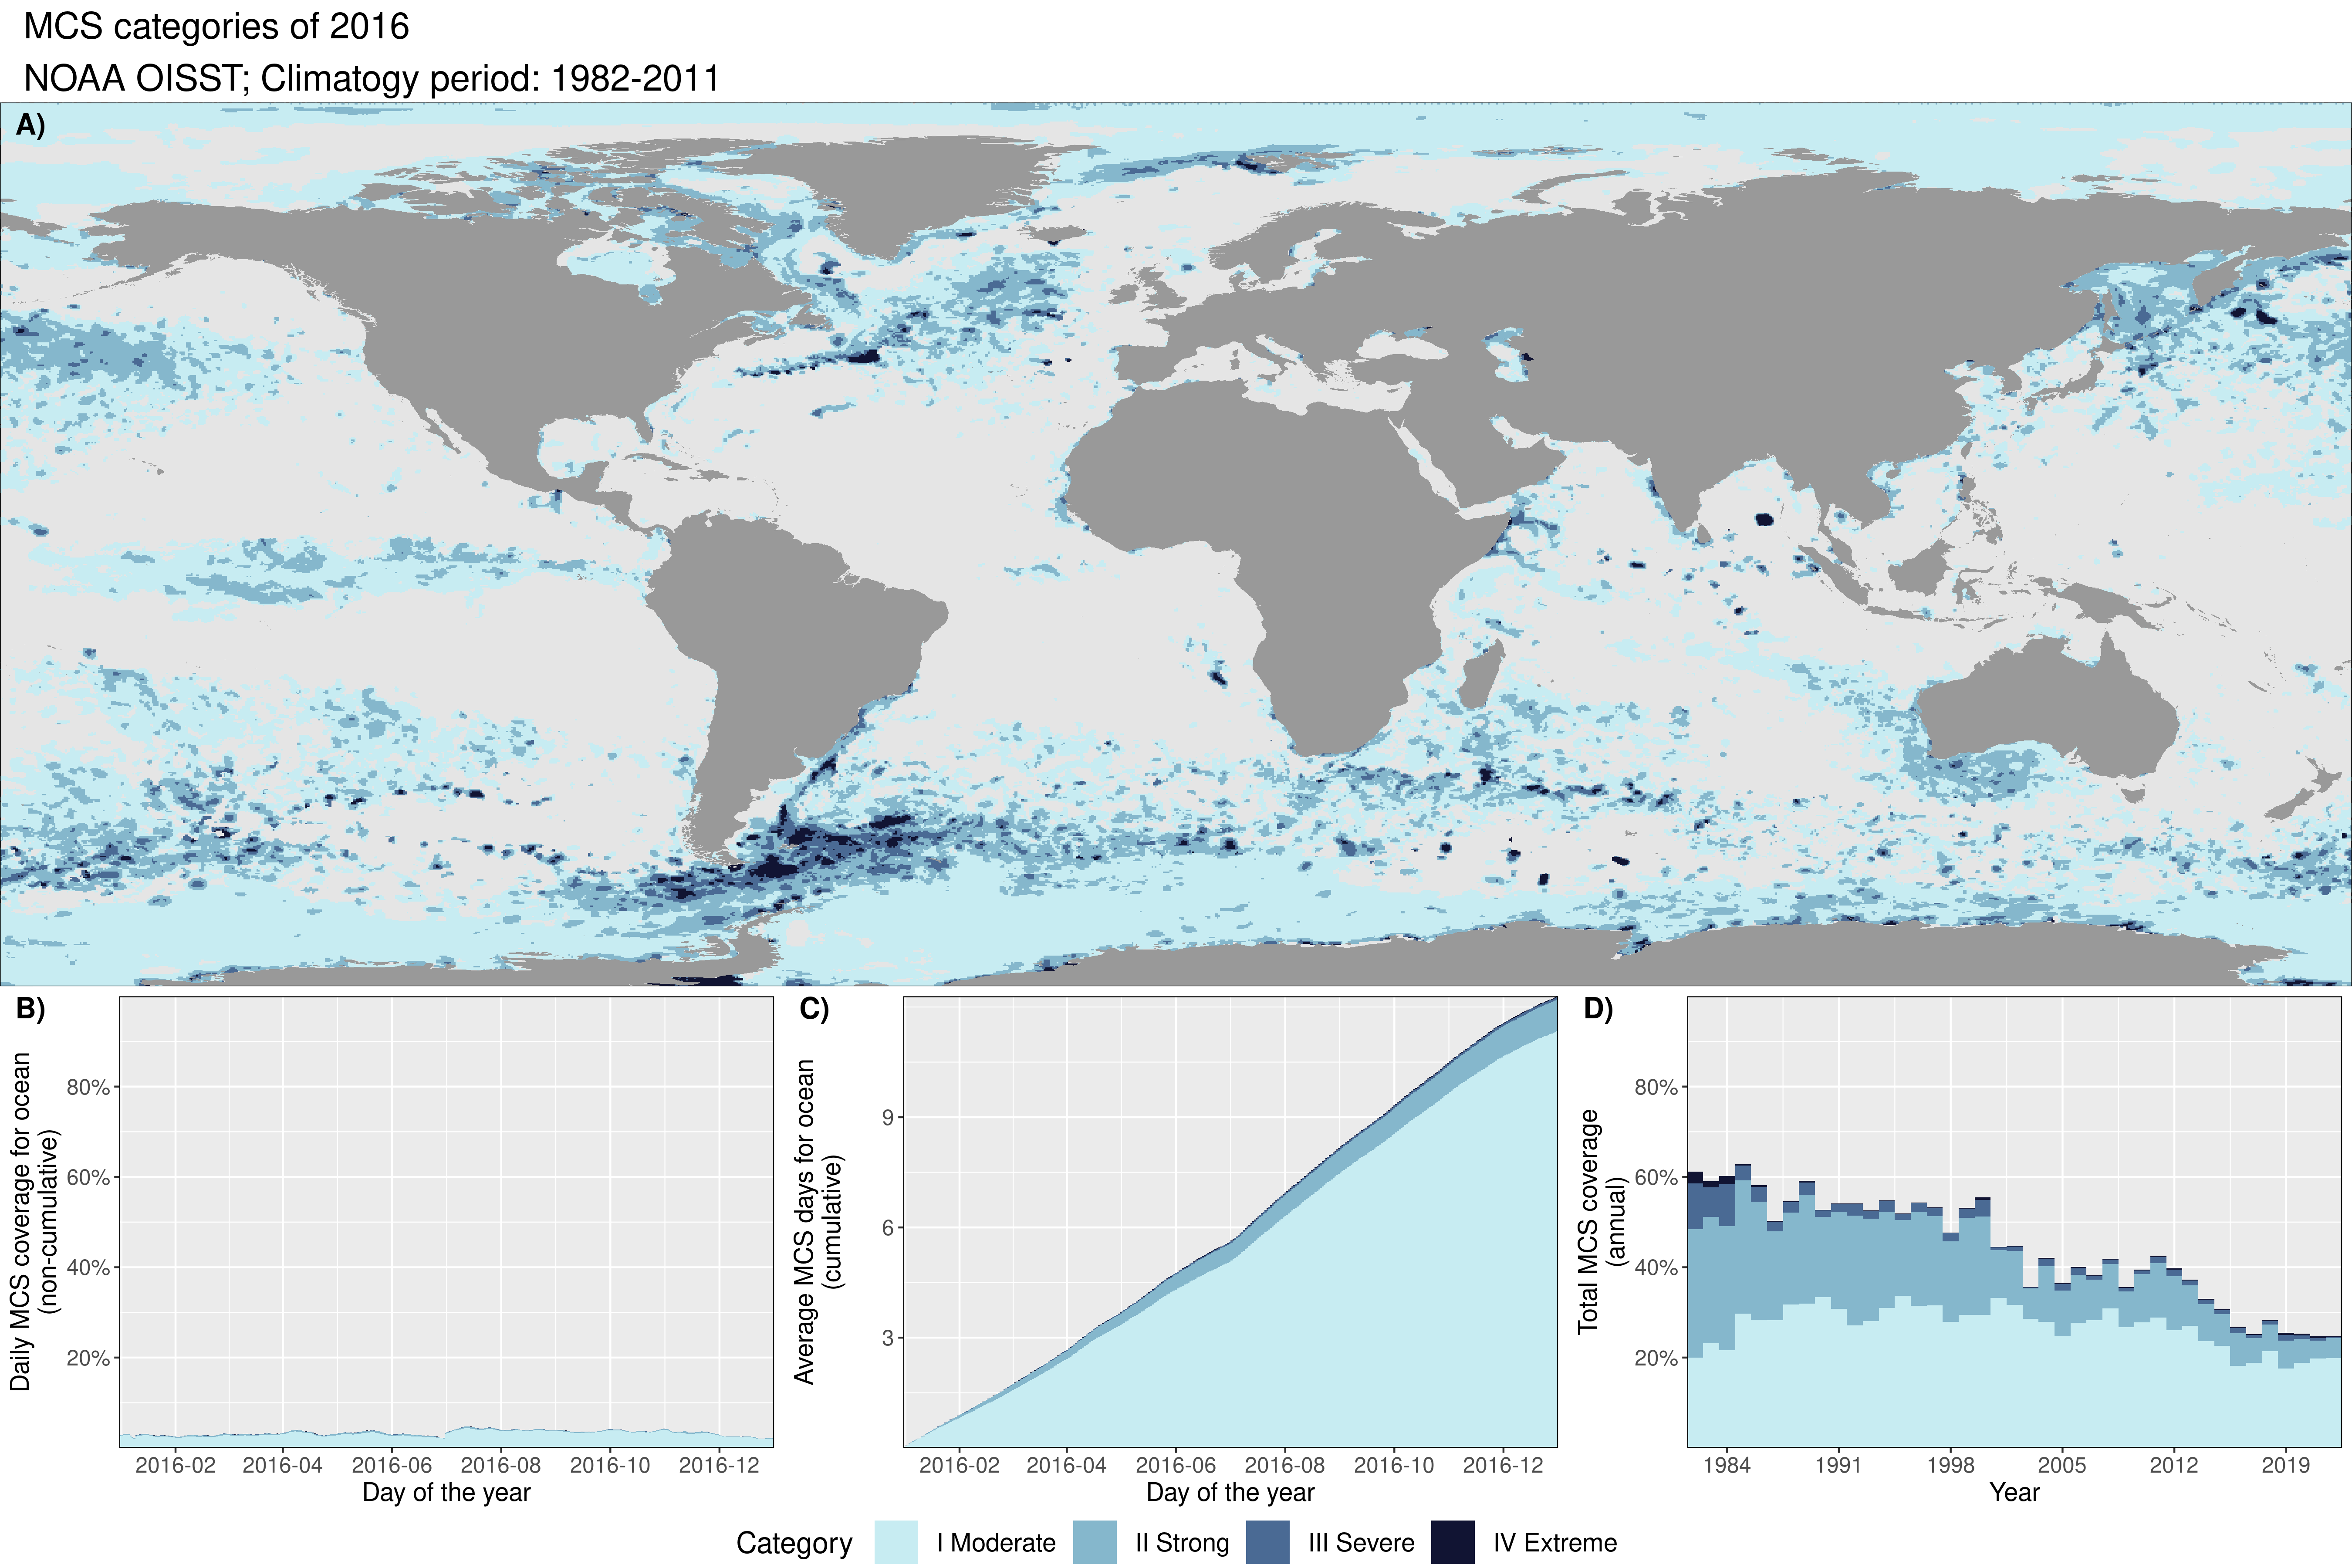 MCS categories of 2016
NOAA OISST; Climatogy period: 1982-2011
A)
B)
Daily MCS coverage for ocean
(non-cumulative)
80%
60%
40%
20%
2016-02 2016-04 2016-06 2016-08 2016-10 2016-12
Day of the year
C)
Average MCS days for ocean
(cumulative)
9
6
3
2016-02 2016-04 2016-06 2016-08 2016-10 2016-12
Day of the year
D)
Total MCS coverage
(annual)
80%
60%
40%
20%
1984 1991 1998 2005 2012 2019
Year
Category I Moderate II Strong III Severe IV Extreme